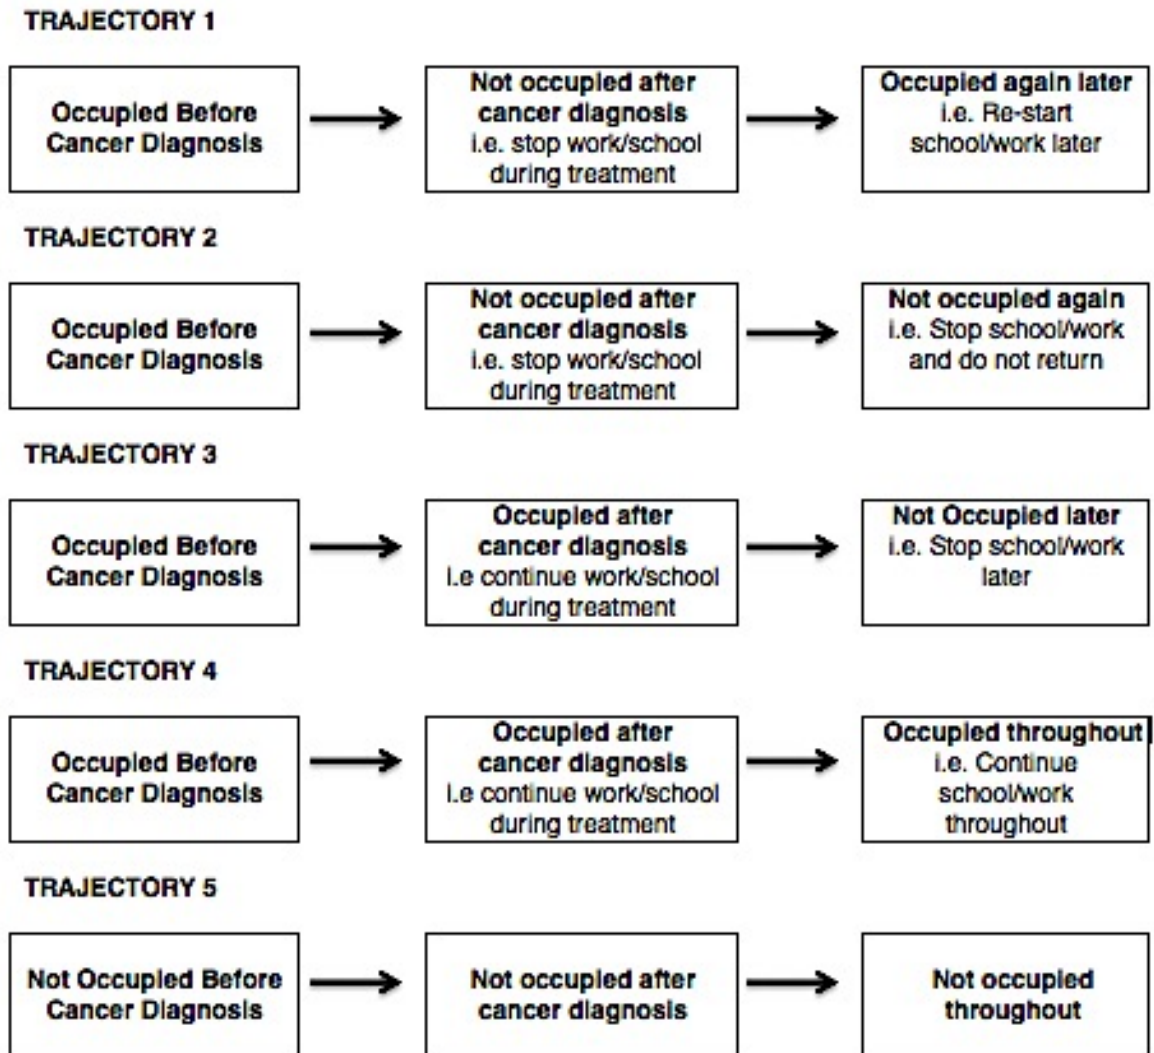 TRAJECTORY 1
Occupied Before
Cancer Diagnosis
Not occupied after
cancer diagnosis
i.e. stop work/school
during treatment
Occupied again later
i.e. Re-start
school/work later
TRAJECTORY 2
Occupied Before
Cancer Diagnosis
Not occupied after
cancer diagnosis
i.e. stop work/school
during treatment
Not occupied again
i.e. Stop school/work
and do not return
TRAJECTORY 3
Occupied Before
Cancer Diagnosis
Occupied after
cancer diagnosis
i.e continue work/school
during treatment
Not Occupied later
i.e. Stop school/work
later
TRAJECTORY 4
Occupied Before
Cancer Diagnosis
Occupied after
cancer diagnosis
i.e continue work/school
during treatment
Occupied throughout
i.e. Continue
school/work
throughout
TRAJECTORY 5
Not Occupied Before
Cancer Diagnosis
Not occupied after
cancer diagnosis
Not occupied
throughout